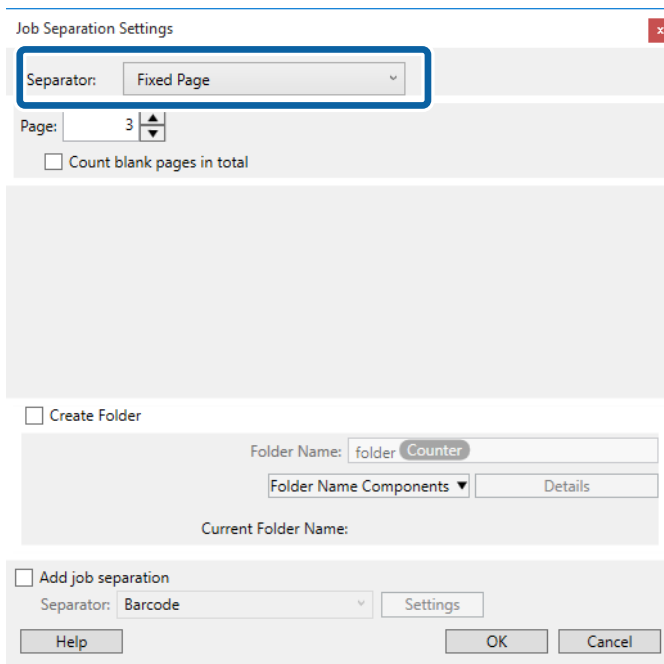 Job Separation Settings x
Separator: Fixed Page
Page: 3
Count blank pages in total
Create Folder
Folder Name: folder Counter
Folder Name Components ▼ Details
Current Folder Name:
Add job separation
Separator: Barcode Settings
Help OK Cancel